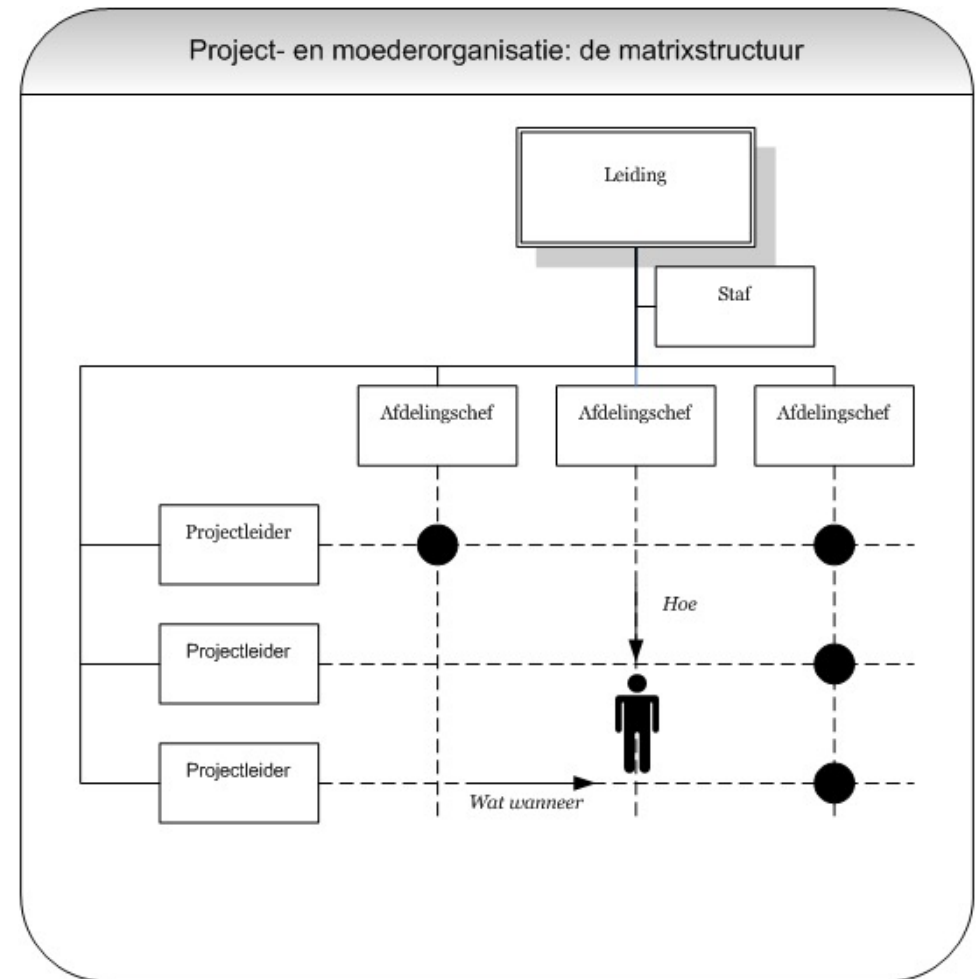 Project- en moederorganisatie: de matrixstructuur
Leiding
Staf
Afdelingschef
Afdelingschef
Afdelingschef
Projectleider
Hoe
Projectleider
Projectleider
Wat wanneer